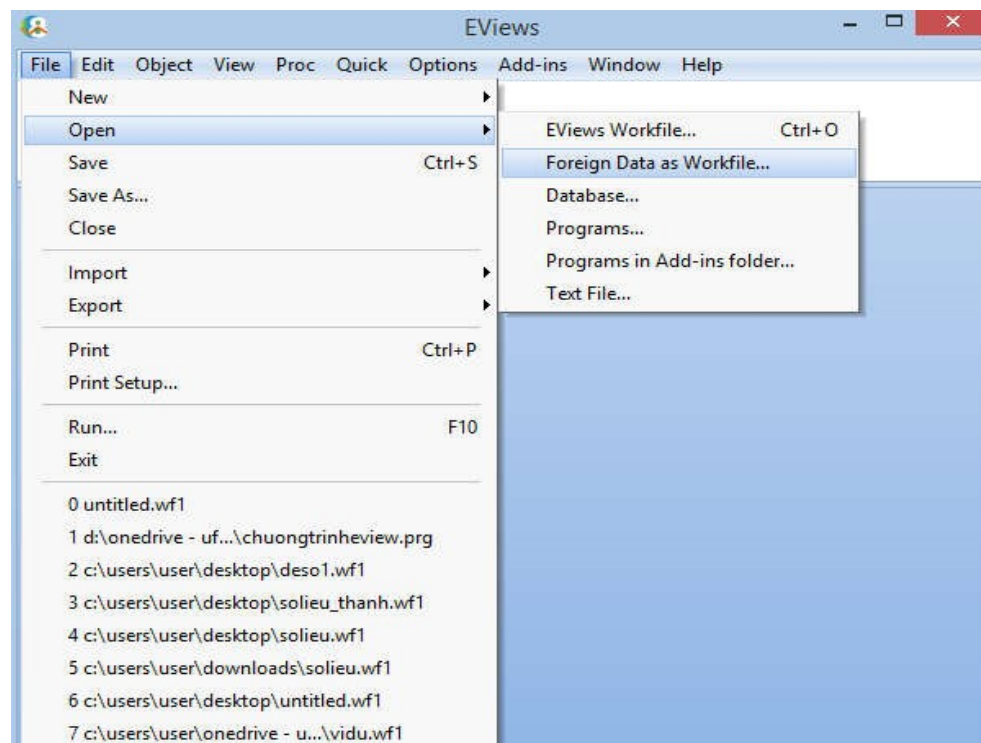 EViews
File Edit Object View Proc Quick Options Add-ins Window Help
New
Open
Save Ctrl+S
Save As...
Close
Import
Export
Print Ctrl+P
Print Setup...
Run... F10
Exit
0 untitled.wf1
1 d:\onedrive - uf...\chuongtrinheview.prg
2 c:\users\user\desktop\deso1.wf1
3 c:\users\user\desktop\solieu_thanh.wf1
4 c:\users\user\desktop\solieu.wf1
5 c:\users\user\downloads\solieu.wf1
6 c:\users\user\desktop\untitled.wf1
7 c:\users\user\onedrive - u...\vidu.wf1
EViews Workfile... Ctrl+O
Foreign Data as Workfile...
Database...
Programs...
Programs in Add-ins folder...
Text File...